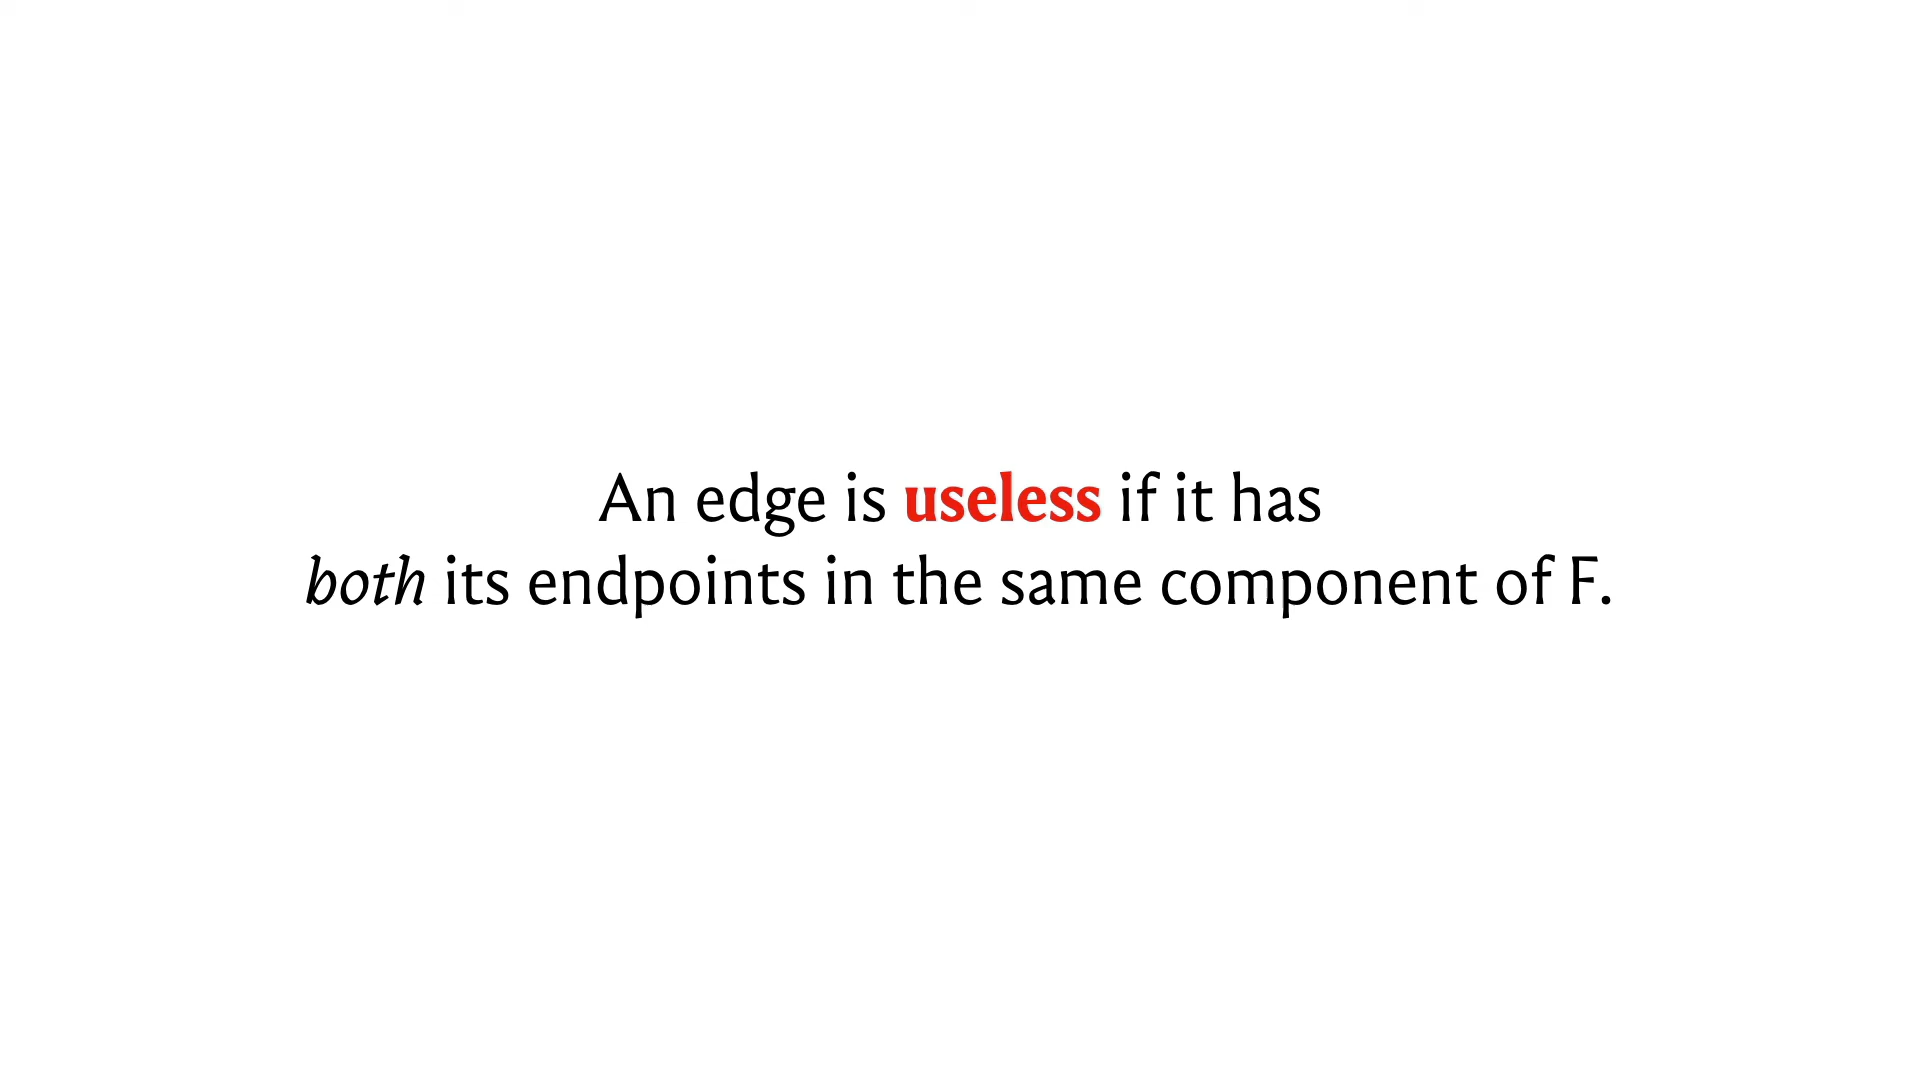 An edge is useless if it has
both its endpoints in the same component of F.